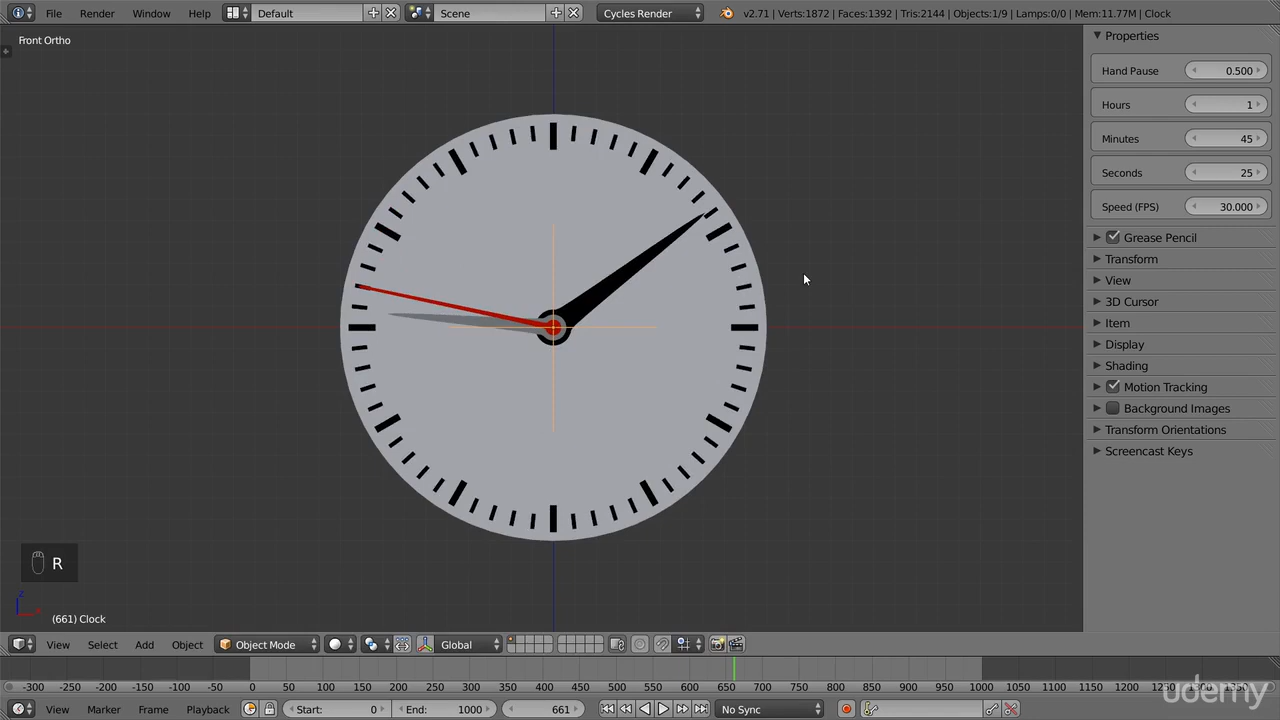 File Render Window Help Default Scene Cycles Render v2.71 | Verts:1872 | Faces:1392 | Tris:2144 | Objects:1/9 | Lamps:0/0 | Mem:11.77M | Clock
Front Ortho
Properties
Hand Pause 0.500
Hours 1
Minutes 45
Seconds 25
Speed (FPS) 30.000
Grease Pencil
Transform
View
3D Cursor
Item
Display
Shading
Motion Tracking
Background Images
Transform Orientations
Screencast Keys
R
z
x
(661) Clock
View Select Add Object Object Mode Global
-300 -250 -200 -150 -100 -50 0 50 100 150 200 250 300 350 400 450 500 550 600 650 700 750 800 850 900 950 1000 1050 1100 1150 1200 1250 1300 1350
View Marker Frame Playback Start: 0 End: 1000 661 No Sync
udemy